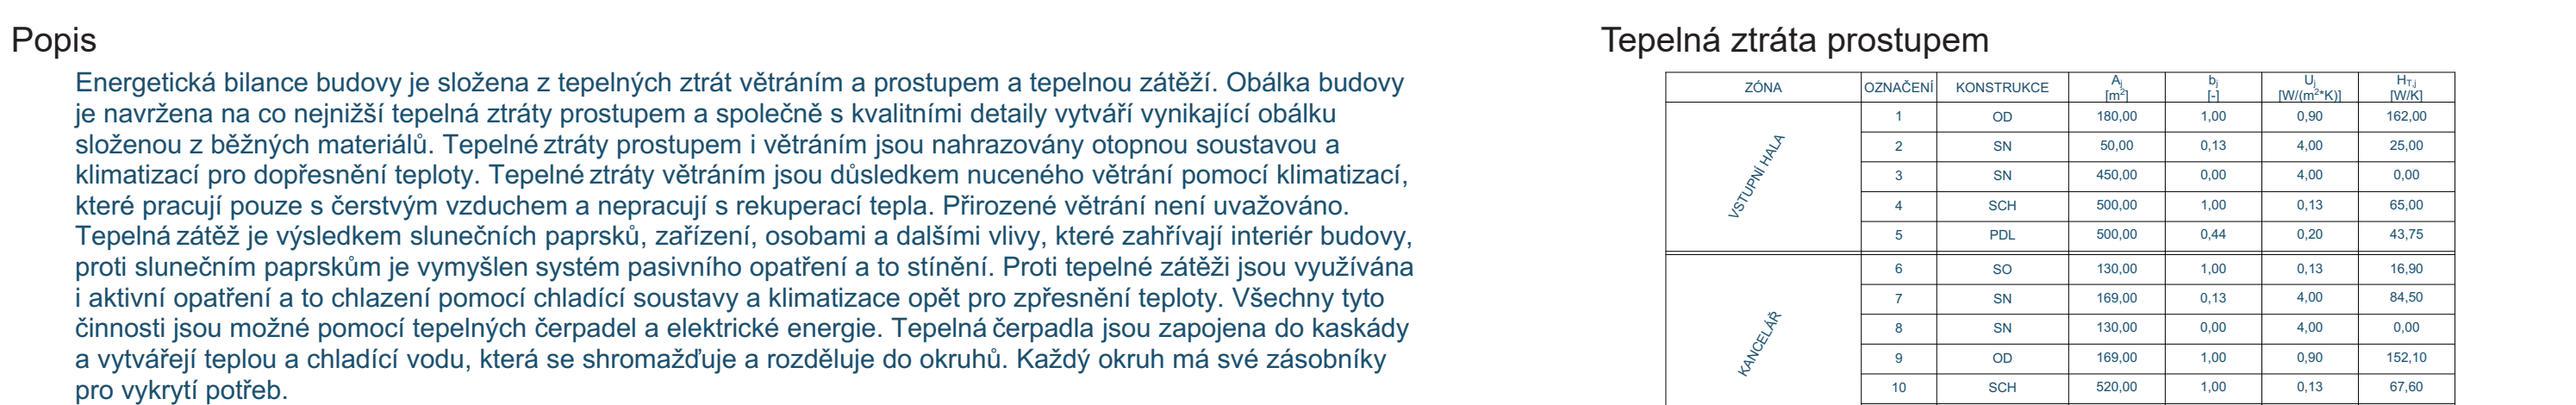 Popis
Energetická bilance budovy je složena z tepelných ztrát větráním a prostupem a tepelnou zátěží. Obálka budovy
je navržena na co nejnižší tepelná ztráty prostupem a společně s kvalitními detaily vytváří vynikající obálku
složenou z běžných materiálů. Tepelné ztráty prostupem i větráním jsou nahrazovány otopnou soustavou a
klimatizací pro dopřesnění teploty. Tepelné ztráty větráním jsou důsledkem nuceného větrání pomocí klimatizací,
které pracují pouze s čerstvým vzduchem a nepracují s rekuperací tepla. Přirozené větrání není uvažováno.
Tepelná zátěž je výsledkem slunečních paprsků, zařízení, osobami a dalšími vlivy, které zahřívají interiér budovy,
proti slunečním paprskům je vymyšlen systém pasivního opatření a to stínění. Proti tepelné zátěži jsou využívána
i aktivní opatření a to chlazení pomocí chladící soustavy a klimatizace opět pro zpřesnění teploty. Všechny tyto
činnosti jsou možné pomocí tepelných čerpadel a elektrické energie. Tepelná čerpadla jsou zapojena do kaskády
a vytvářejí teplou a chladící vodu, která se shromažďuje a rozděluje do okruhů. Každý okruh má své zásobníky
pro vykrytí potřeb.
Tepelná ztráta prostupem
ZÓNA OZNAČENÍ KONSTRUKCE Aj [m²] bj [-] Uj [W/(m²*K)] HT,j [W/K]
VSTUPNÍ HALA
1 OD 180,00 1,00 0,90 162,00
2 SN 50,00 0,13 4,00 25,00
3 SN 450,00 0,00 4,00 0,00
4 SCH 500,00 1,00 0,13 65,00
5 PDL 500,00 0,44 0,20 43,75
KANCELÁŘ
6 SO 130,00 1,00 0,13 16,90
7 SN 169,00 0,13 4,00 84,50
8 SN 130,00 0,00 4,00 0,00
9 OD 169,00 1,00 0,90 152,10
10 SCH 520,00 1,00 0,13 67,60